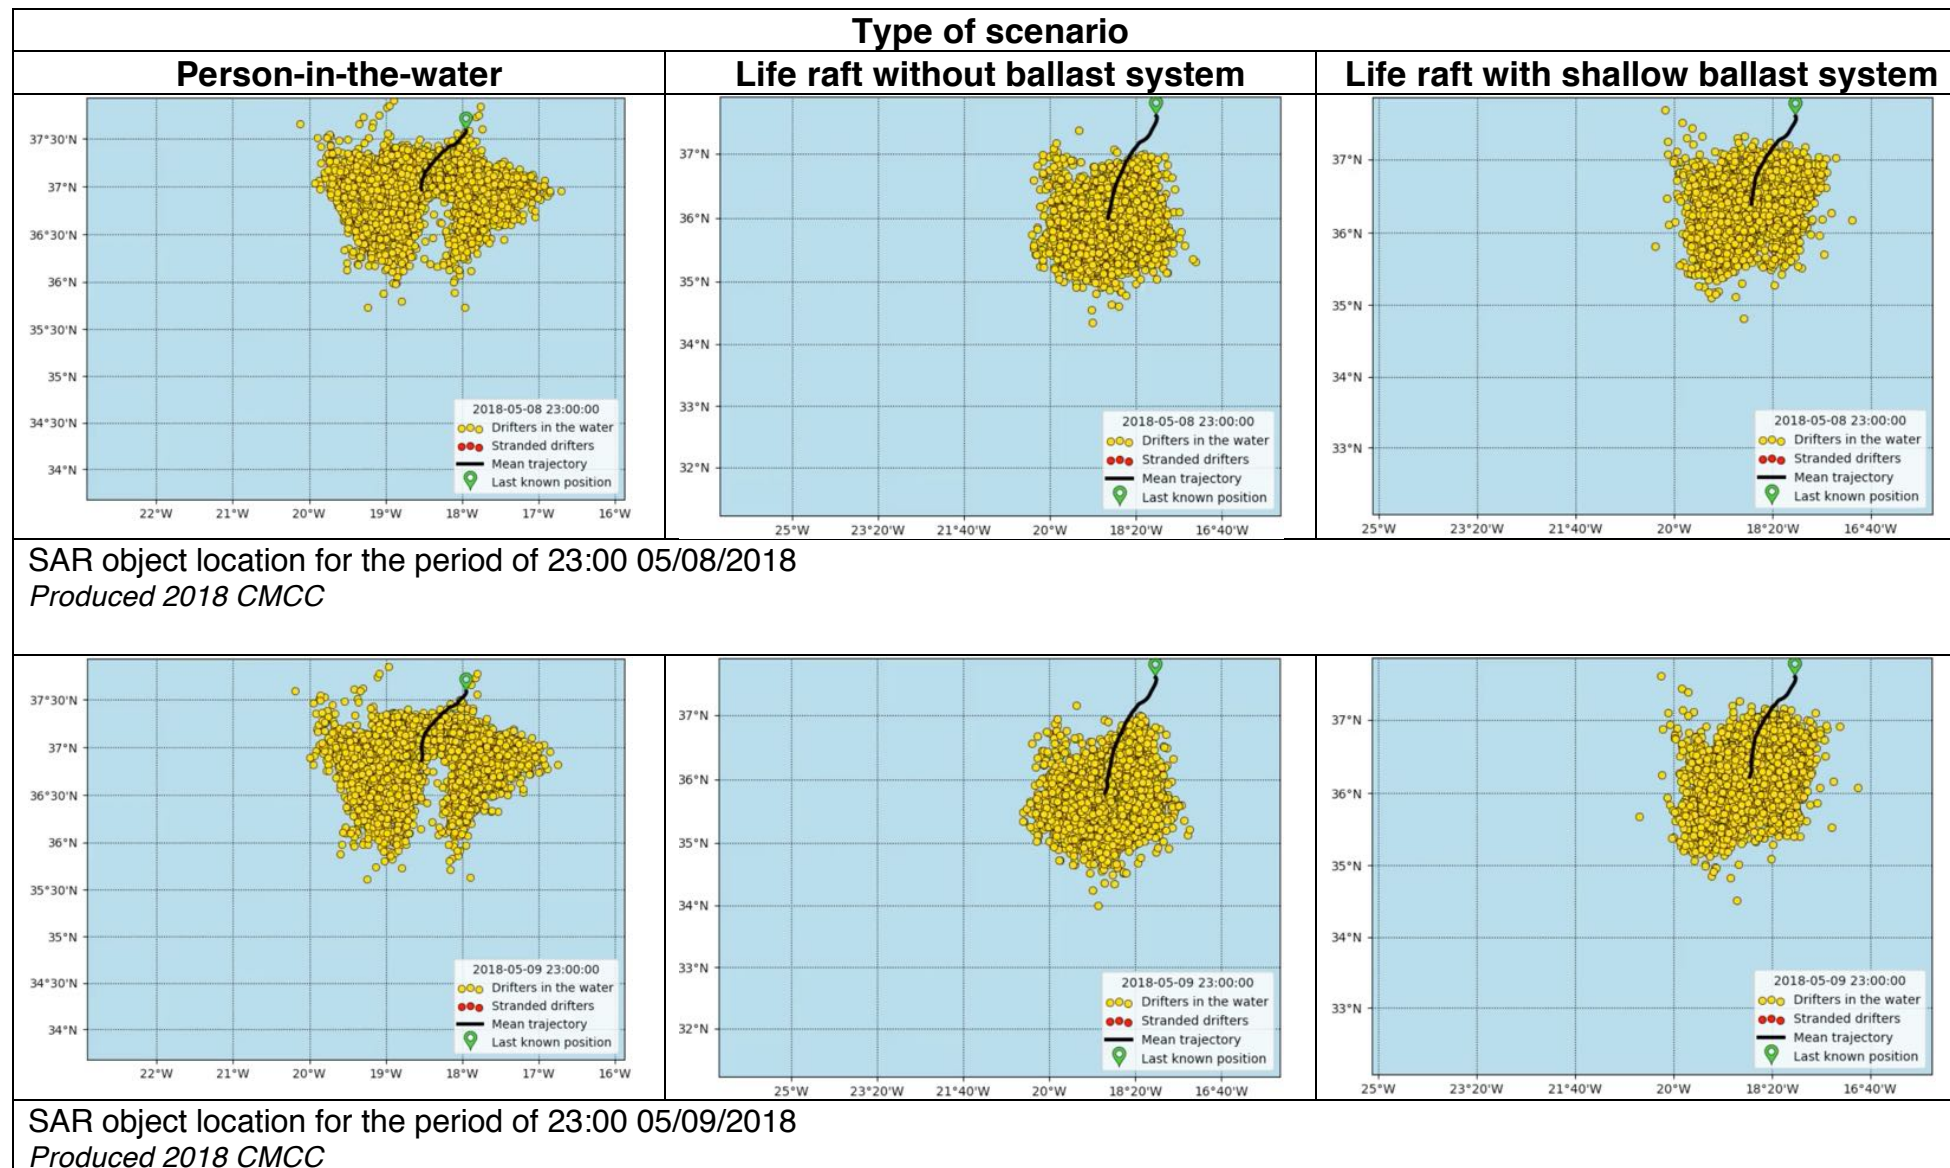 Type of scenario
Person-in-the-water
Life raft without ballast system
Life raft with shallow ballast system
37°30'N
37°N
36°30'N
36°N
35°30'N
35°N
34°30'N
34°N
22°W 21°W 20°W 19°W 18°W 17°W 16°W
2018-05-08 23:00:00
Drifters in the water
Stranded drifters
Mean trajectory
Last known position
37°N
36°N
35°N
34°N
33°N
32°N
25°W 23°20'W 21°40'W 20°W 18°20'W 16°40'W
2018-05-08 23:00:00
Drifters in the water
Stranded drifters
Mean trajectory
Last known position
37°N
36°N
35°N
34°N
33°N
25°W 23°20'W 21°40'W 20°W 18°20'W 16°40'W
2018-05-08 23:00:00
Drifters in the water
Stranded drifters
Mean trajectory
Last known position
SAR object location for the period of 23:00 05/08/2018
Produced 2018 CMCC
37°30'N
37°N
36°30'N
36°N
35°30'N
35°N
34°30'N
34°N
22°W 21°W 20°W 19°W 18°W 17°W 16°W
2018-05-09 23:00:00
Drifters in the water
Stranded drifters
Mean trajectory
Last known position
37°N
36°N
35°N
34°N
33°N
32°N
25°W 23°20'W 21°40'W 20°W 18°20'W 16°40'W
2018-05-09 23:00:00
Drifters in the water
Stranded drifters
Mean trajectory
Last known position
37°N
36°N
35°N
34°N
33°N
25°W 23°20'W 21°40'W 20°W 18°20'W 16°40'W
2018-05-09 23:00:00
Drifters in the water
Stranded drifters
Mean trajectory
Last known position
SAR object location for the period of 23:00 05/09/2018
Produced 2018 CMCC